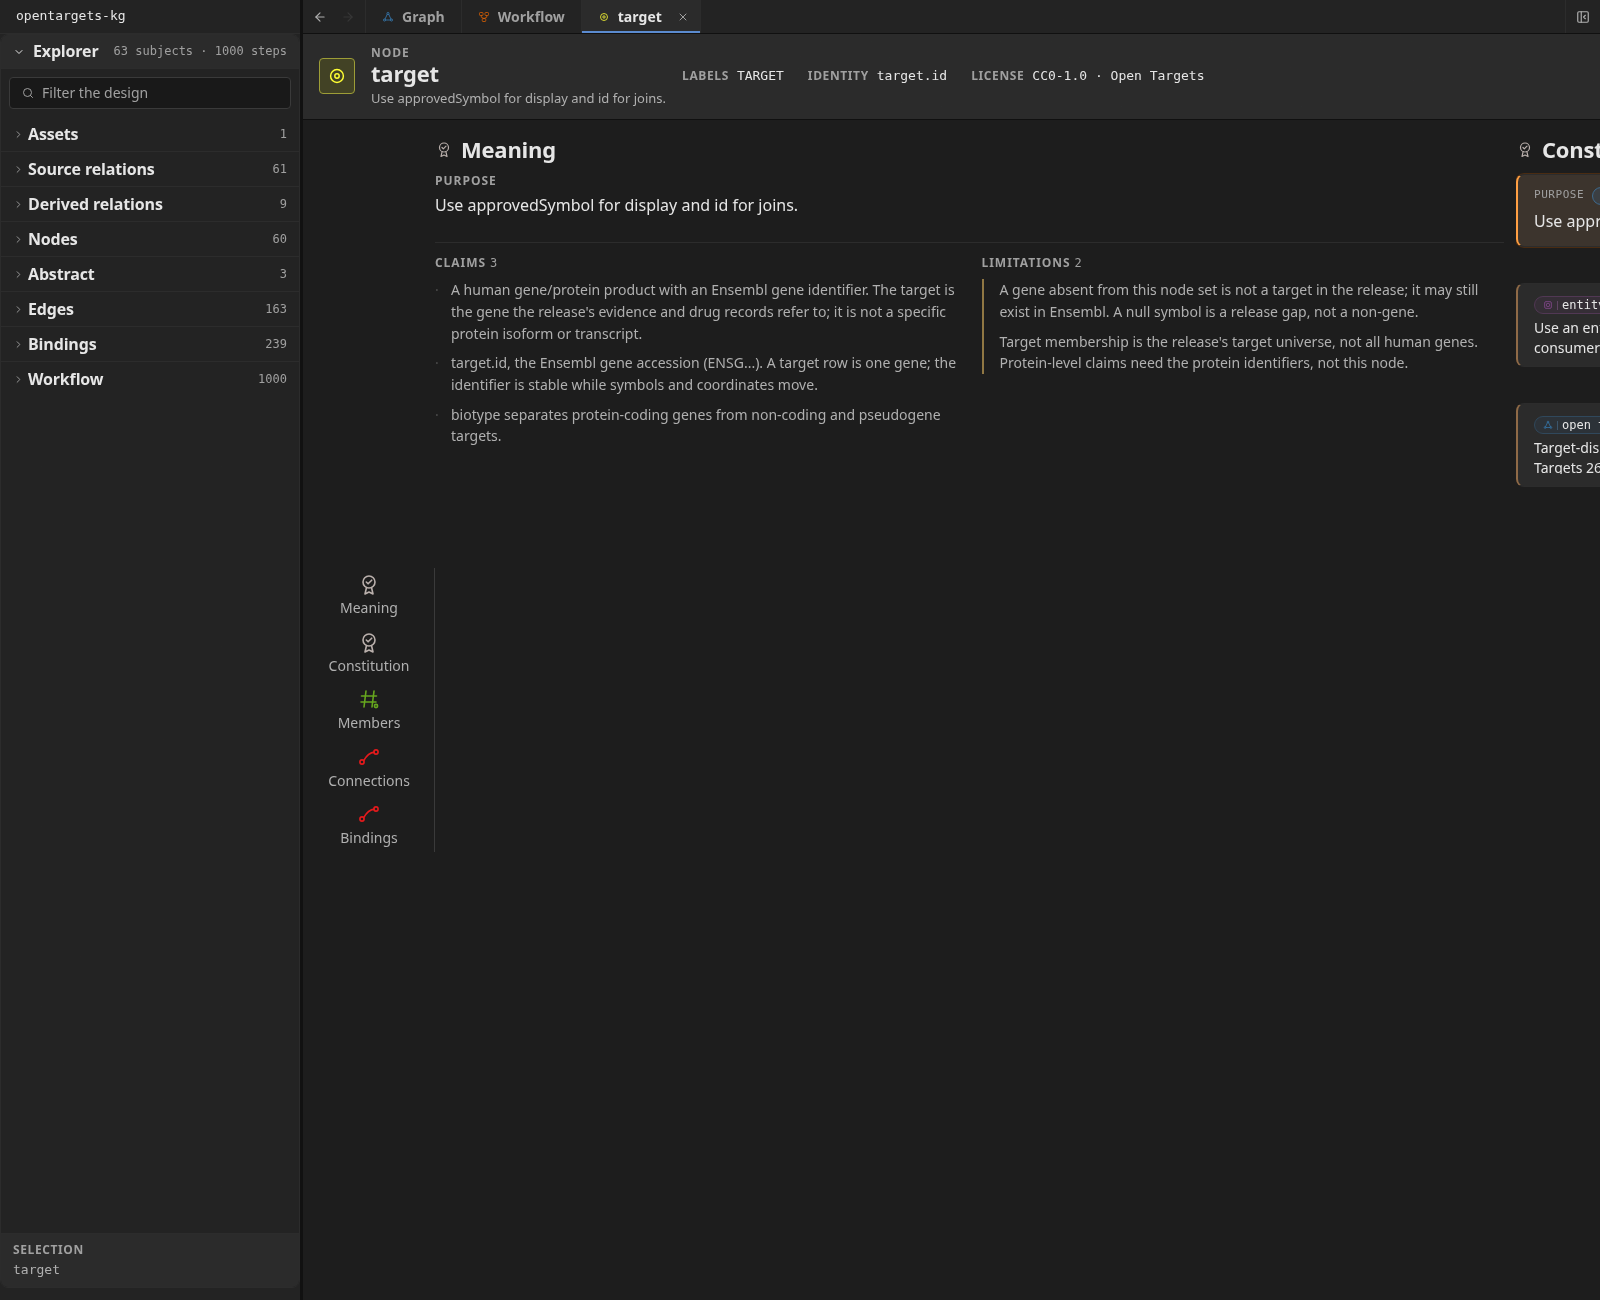 opentargets-kg
Explorer 63 subjects · 1000 steps
Filter the design
Assets 1
Source relations 61
Derived relations 9
Nodes 60
Abstract 3
Edges 163
Bindings 239
Workflow 1000
SELECTION
target
Graph Workflow target
NODE
target
Use approvedSymbol for display and id for joins.
LABELS TARGET IDENTITY target.id LICENSE CC0-1.0 · Open Targets
Meaning
PURPOSE
Use approvedSymbol for display and id for joins.
CLAIMS 3
· A human gene/protein product with an Ensembl gene identifier. The target is
the gene the release's evidence and drug records refer to; it is not a specific
protein isoform or transcript.
· target.id, the Ensembl gene accession (ENSG...). A target row is one gene; the
identifier is stable while symbols and coordinates move.
· biotype separates protein-coding genes from non-coding and pseudogene
targets.
LIMITATIONS 2
A gene absent from this node set is not a target in the release; it may still
exist in Ensembl. A null symbol is a release gap, not a non-gene.
Target membership is the release's target universe, not all human genes.
Protein-level claims need the protein identifiers, not this node.
Const
PURPOSE
Use appr
entity
Use an en
consumer
open
Target-dis
Targets 26
Meaning
Constitution
Members
Connections
Bindings